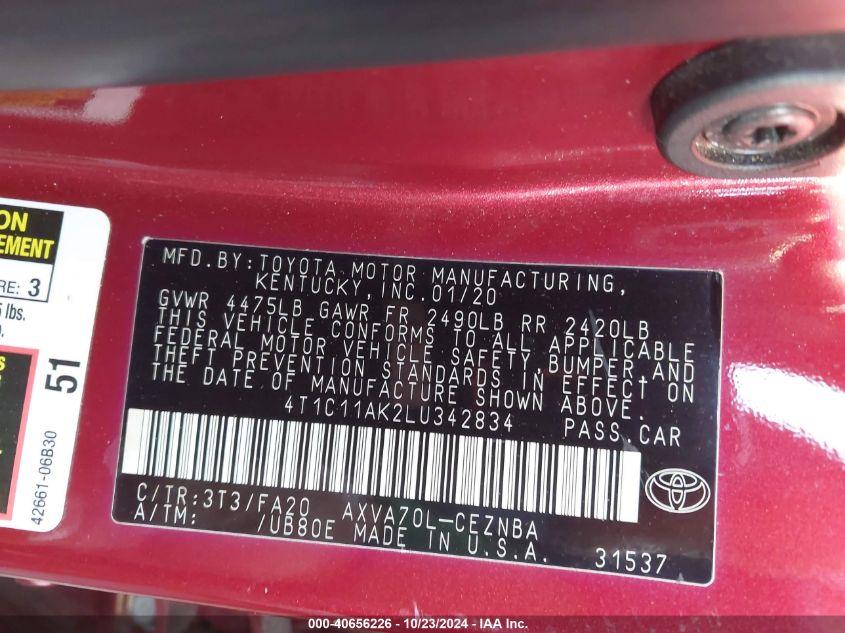 ON
EMENT
RE: 3
lbs.
51
42661-06B30
MFD.BY:TOYOTA MOTOR MANUFACTURING,
KENTUCKY, INC.01/20
GVWR 4475LB GAWR FR 2490LB RR 2420LB
THIS VEHICLE CONFORMS TO ALL APPLICABLE
FEDERAL MOTOR VEHICLE SAFETY, BUMPER, AND
THEFT PREVENTION STANDARDS IN EFFECT ON
THE DATE OF MANUFACTURE SHOWN ABOVE.
4T1C11AK2LU342834 PASS.CAR
C/TR:3T3/FA20 AXVA70L-CEZNBA
A/TM: /UB80E MADE IN U.S.A. 31537
000-40656226 - 10/23/2024 - IAA Inc.